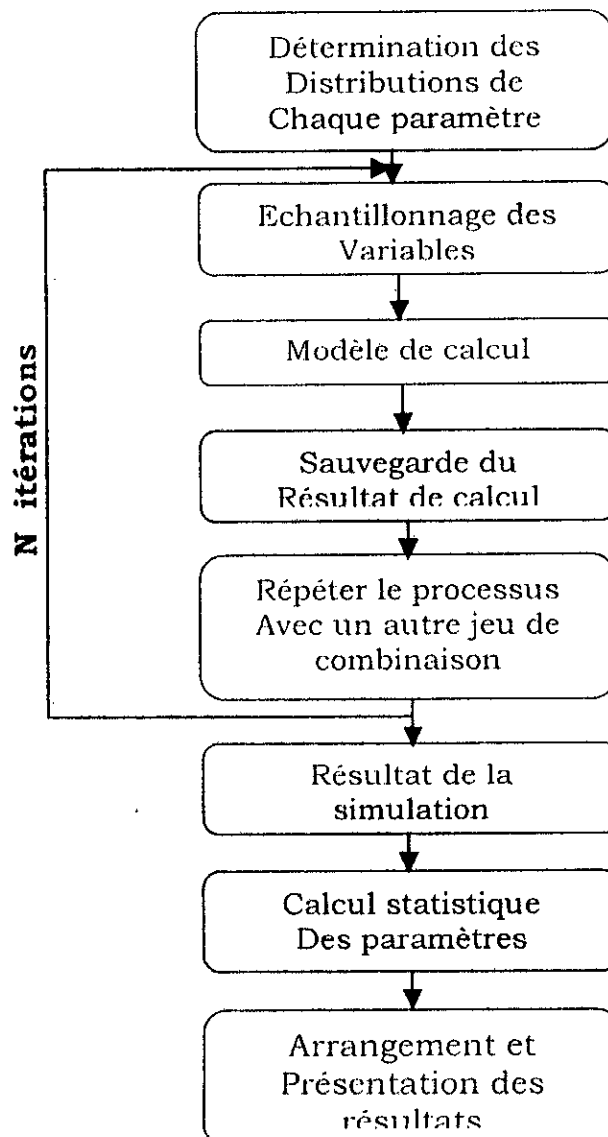 Détermination des
Distributions de
Chaque paramètre
Echantillonnage des
Variables
Modèle de calcul
Sauvegarde du
Résultat de calcul
N itérations
Répéter le processus
Avec un autre jeu de
combinaison
Résultat de la
simulation
Calcul statistique
Des paramètres
Arrangement et
Présentation des
résultats